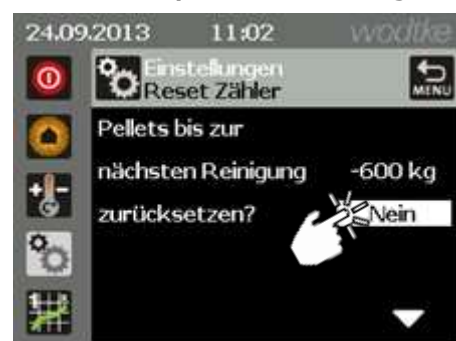 24.09.2013 11:02 wodtke
Einstellungen
Reset Zähler
MENU
Pellets bis zur
nächsten Reinigung -600 kg
zurücksetzen? Nein